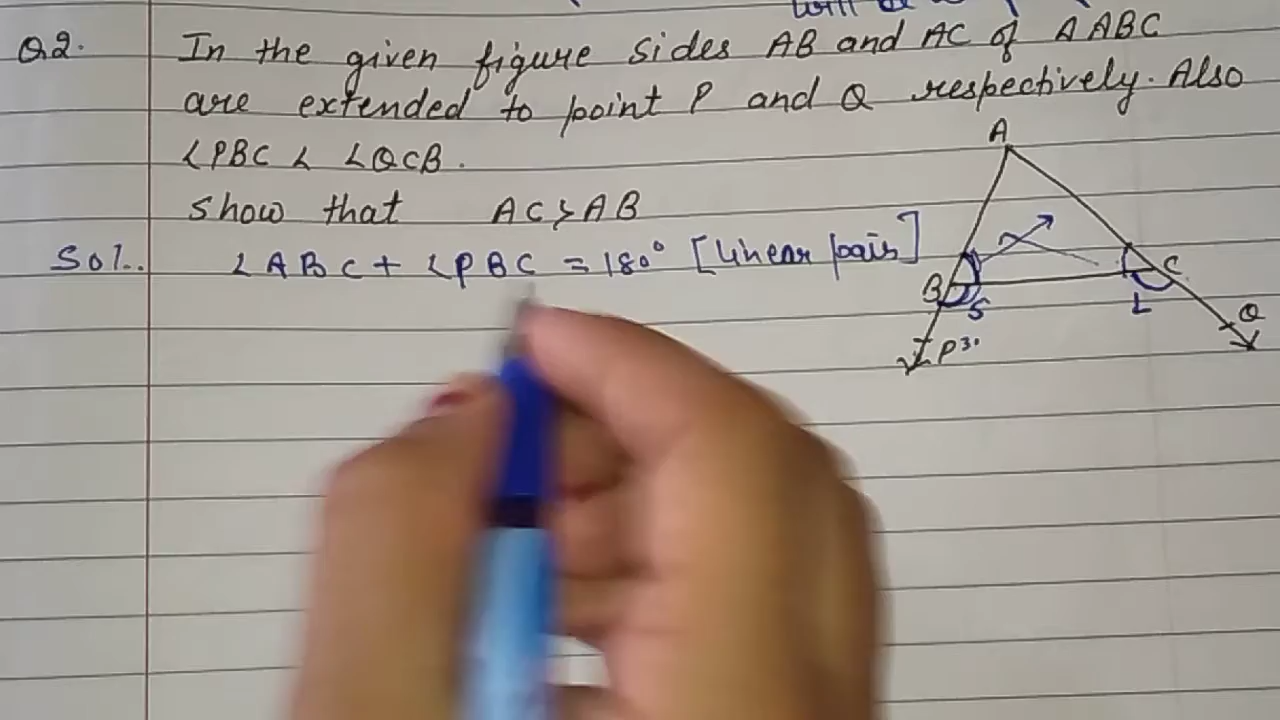 Q2. In the given figure sides AB and AC of ∆ABC
are extended to point P and Q respectively. Also
∠PBC < ∠QCB.
Show that AC > AB
Sol.. ∠ABC + ∠PBC = 180° [Linear pair]
A
B
S
C
L
Q
P